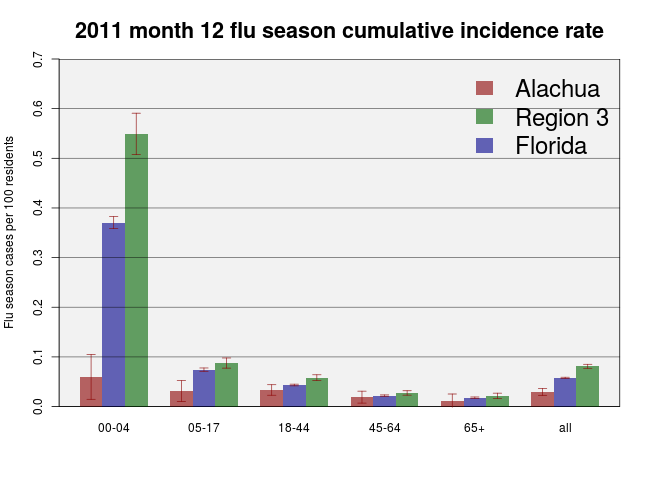 2011 month 12 flu season cumulative incidence rate
Flu season cases per 100 residents
0.7
0.6
0.5
0.4
0.3
0.2
0.1
0.0
Alachua
Region 3
Florida
00-04 05-17 18-44 45-64 65+ all